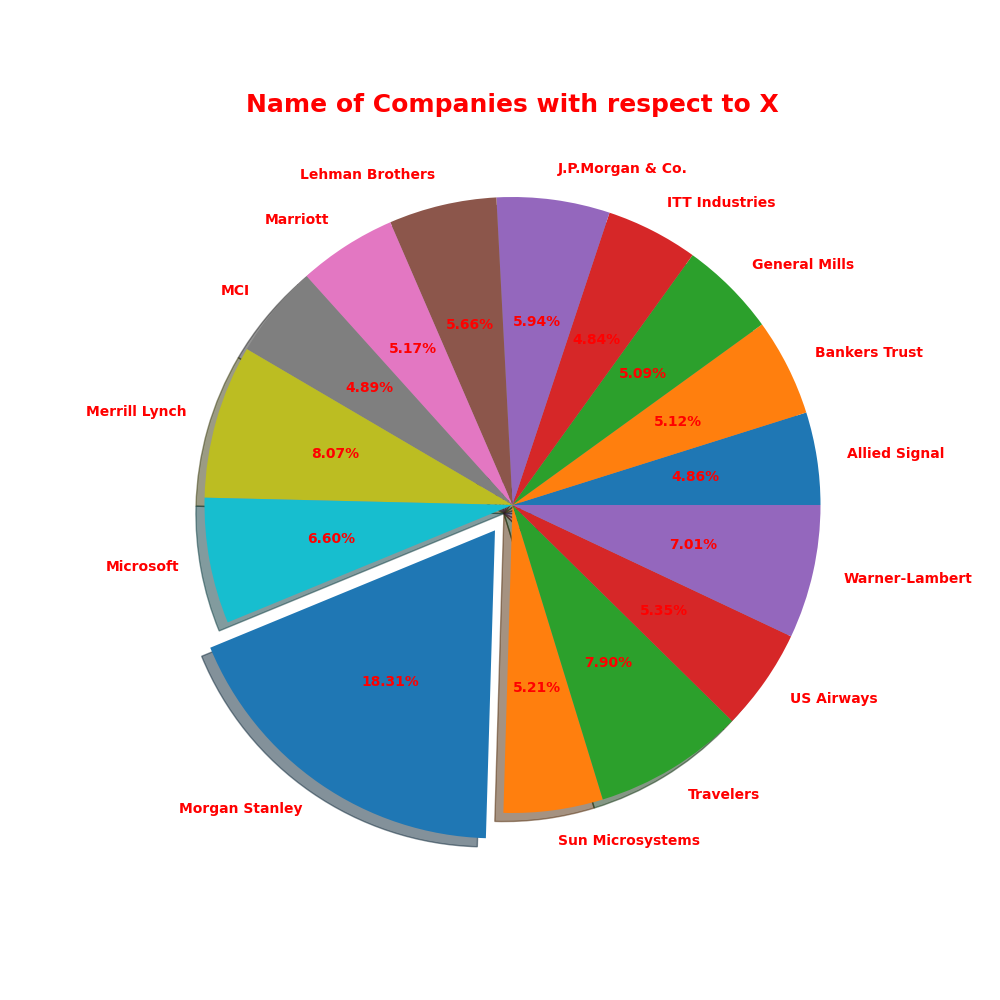 Name of Companies with respect to X
J.P.Morgan & Co.
Lehman Brothers
ITT Industries
Marriott
General Mills
MCI
5.94%
5.66%
4.84%
5.17%
Bankers Trust
5.09%
4.89%
Merrill Lynch
5.12%
8.07%
Allied Signal
4.86%
6.60%
7.01%
Microsoft
Warner-Lambert
5.35%
7.90%
18.31%
5.21%
US Airways
Travelers
Morgan Stanley
Sun Microsystems